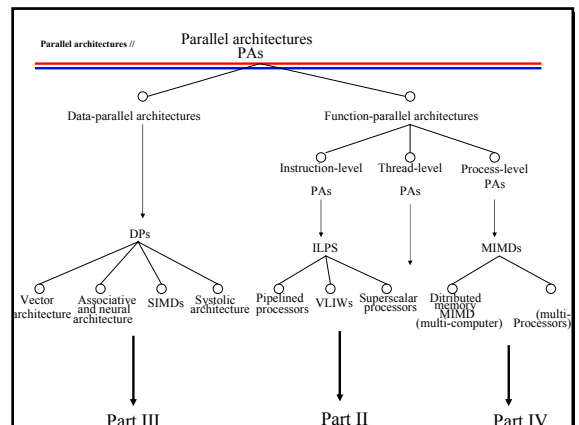 Parallel architectures //
Parallel architectures
PAs
Data-parallel architectures
Function-parallel architectures
Instruction-level
PAs
Thread-level
PAs
Process-level
PAs
DPs
ILPS
MIMDs
Vector
architecture
Associative
and neural
architecture
SIMDs
Systolic
architecture
Pipelined
processors
VLIWs
Superscalar
processors
Ditributed
memory
MIMD
(multi-computer)
(multi-
Processors)
Part III
Part II
Part IV